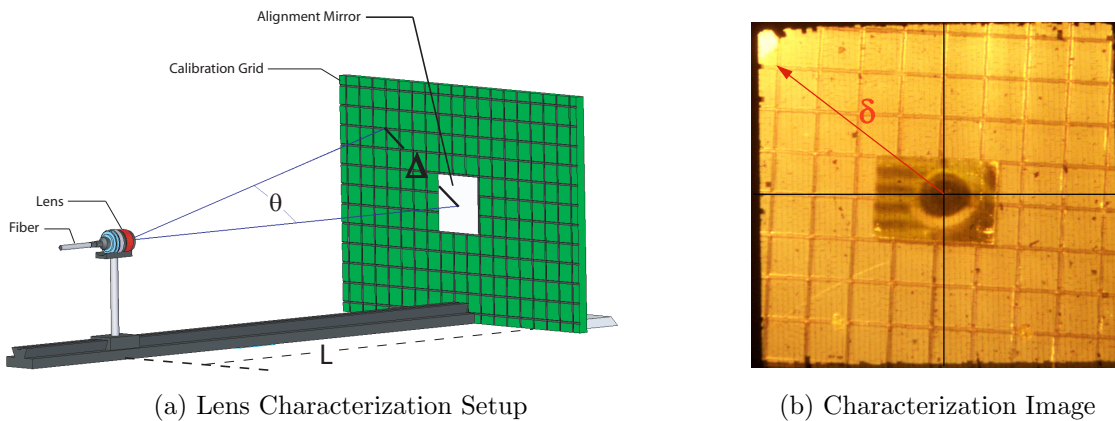 Alignment Mirror
Calibration Grid
Δ
θ
Lens
Fiber
L
δ
(a) Lens Characterization Setup
(b) Characterization Image